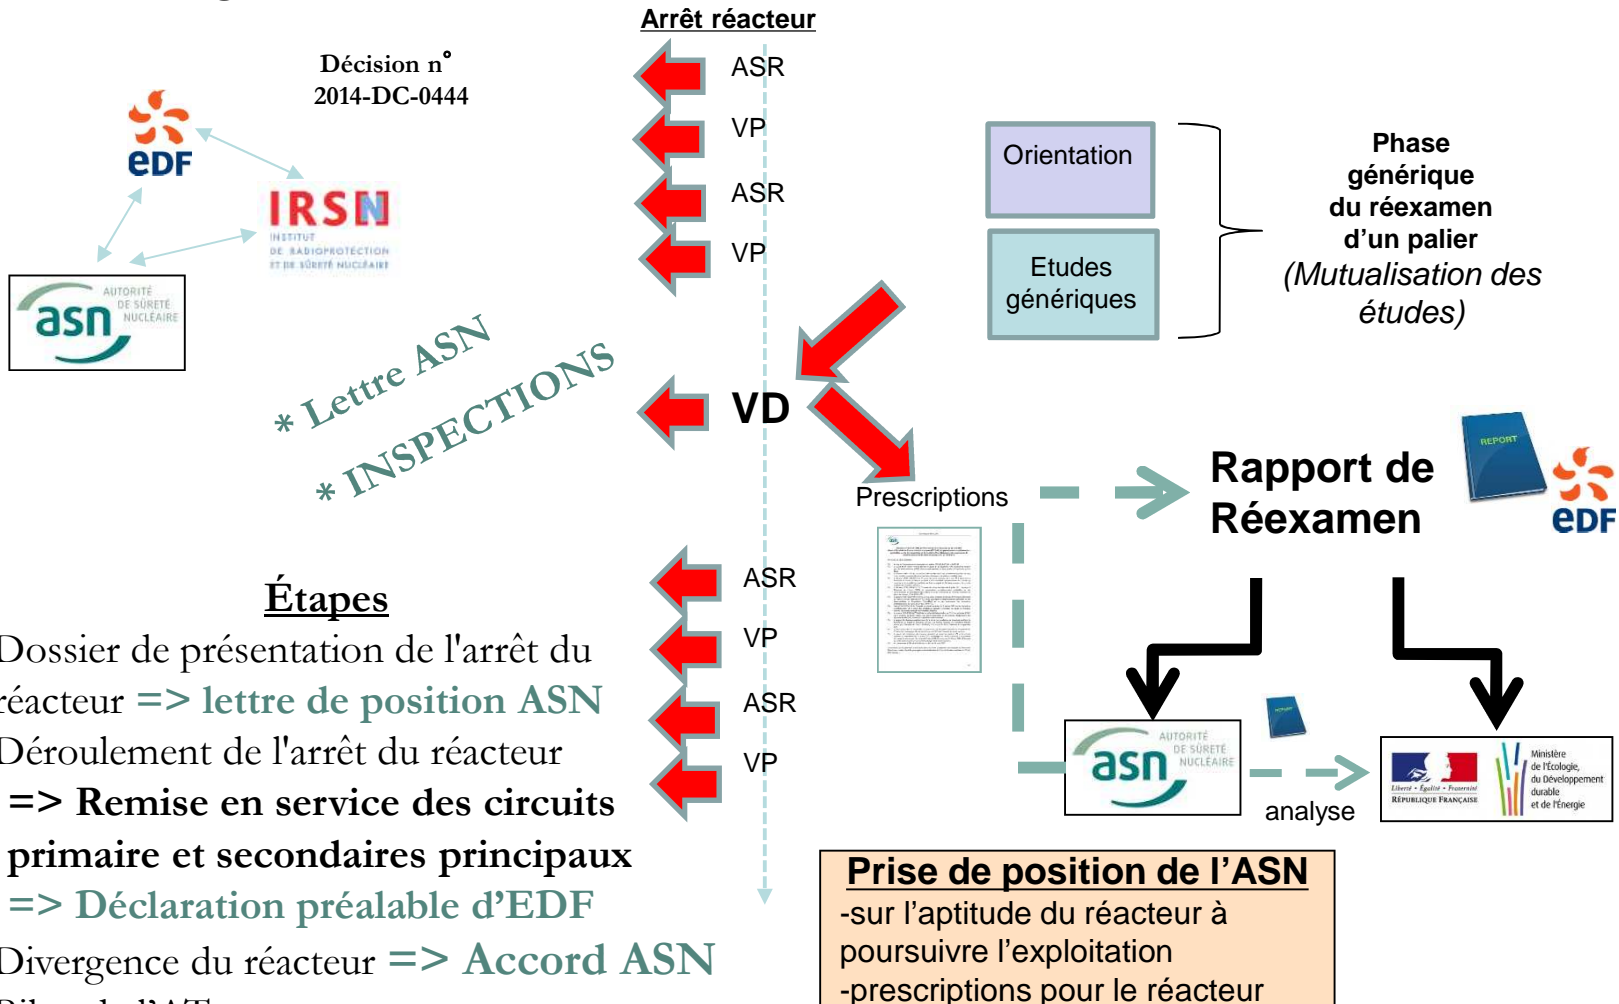 Arrêt réacteur
Décision n°
2014-DC-0444
eDF
IRSN
INSTITUT
DE RADIOPROTECTION
ET DE SÛRETÉ NUCLÉAIRE
asn
AUTORITÉ
DE SÛRETÉ
NUCLÉAIRE
ASR
VP
ASR
VP
Orientation
Etudes
génériques
Phase
générique
du réexamen
d'un palier
(Mutualisation des
études)
* Lettre ASN
* INSPECTIONS
VD
Prescriptions
Rapport de
Réexamen
REPORT
eDF
ASR
VP
ASR
VP
Étapes
Dossier de présentation de l'arrêt du
réacteur => lettre de position ASN
Déroulement de l'arrêt du réacteur
=> Remise en service des circuits
primaire et secondaires principaux
=> Déclaration préalable d'EDF
Divergence du réacteur => Accord ASN
asn
AUTORITÉ
DE SÛRETÉ
NUCLÉAIRE
analyse
Liberté • Égalité • Fraternité
RÉPUBLIQUE FRANÇAISE
Ministère
de l'Écologie,
du Développement
durable
et de l'Énergie
Prise de position de l'ASN
-sur l'aptitude du réacteur à
poursuivre l'exploitation
-prescriptions pour le réacteur